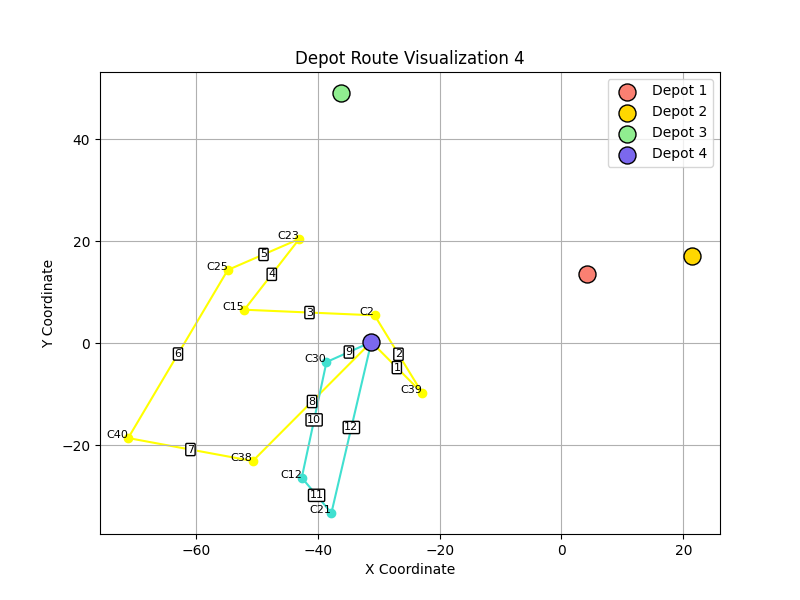 Depot Route Visualization 4
Depot 1
Depot 2
Depot 3
Depot 4
Y Coordinate
40
20
0
−20
C23
5
C25
4
C15
3
C2
6
9
2
C30
1
C39
8
10
12
C40
7
C38
C12
11
C21
−60
−40
−20
0
20
X Coordinate